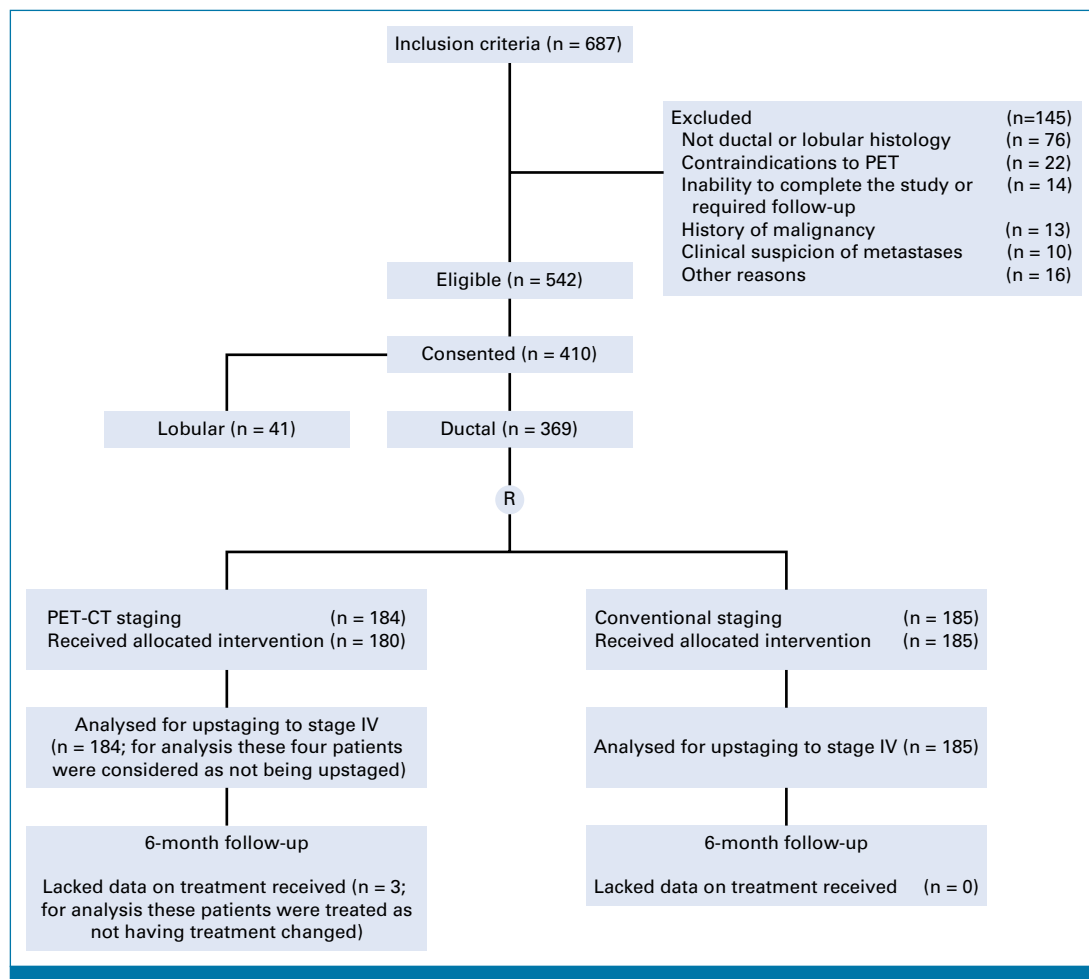 Inclusion criteria (n = 687)
Excluded (n=145)
Not ductal or lobular histology (n = 76)
Contraindications to PET (n = 22)
Inability to complete the study or (n = 14)
required follow-up
History of malignancy (n = 13)
Clinical suspicion of metastases (n = 10)
Other reasons (n = 16)
Eligible (n = 542)
Consented (n = 410)
Lobular (n = 41)
Ductal (n = 369)
R
PET-CT staging (n = 184)
Received allocated intervention (n = 180)
Conventional staging (n = 185)
Received allocated intervention (n = 185)
Analysed for upstaging to stage IV
(n = 184; for analysis these four patients
were considered as not being upstaged)
Analysed for upstaging to stage IV (n = 185)
6-month follow-up
Lacked data on treatment received (n = 3;
for analysis these patients were treated as
not having treatment changed)
6-month follow-up
Lacked data on treatment received (n = 0)